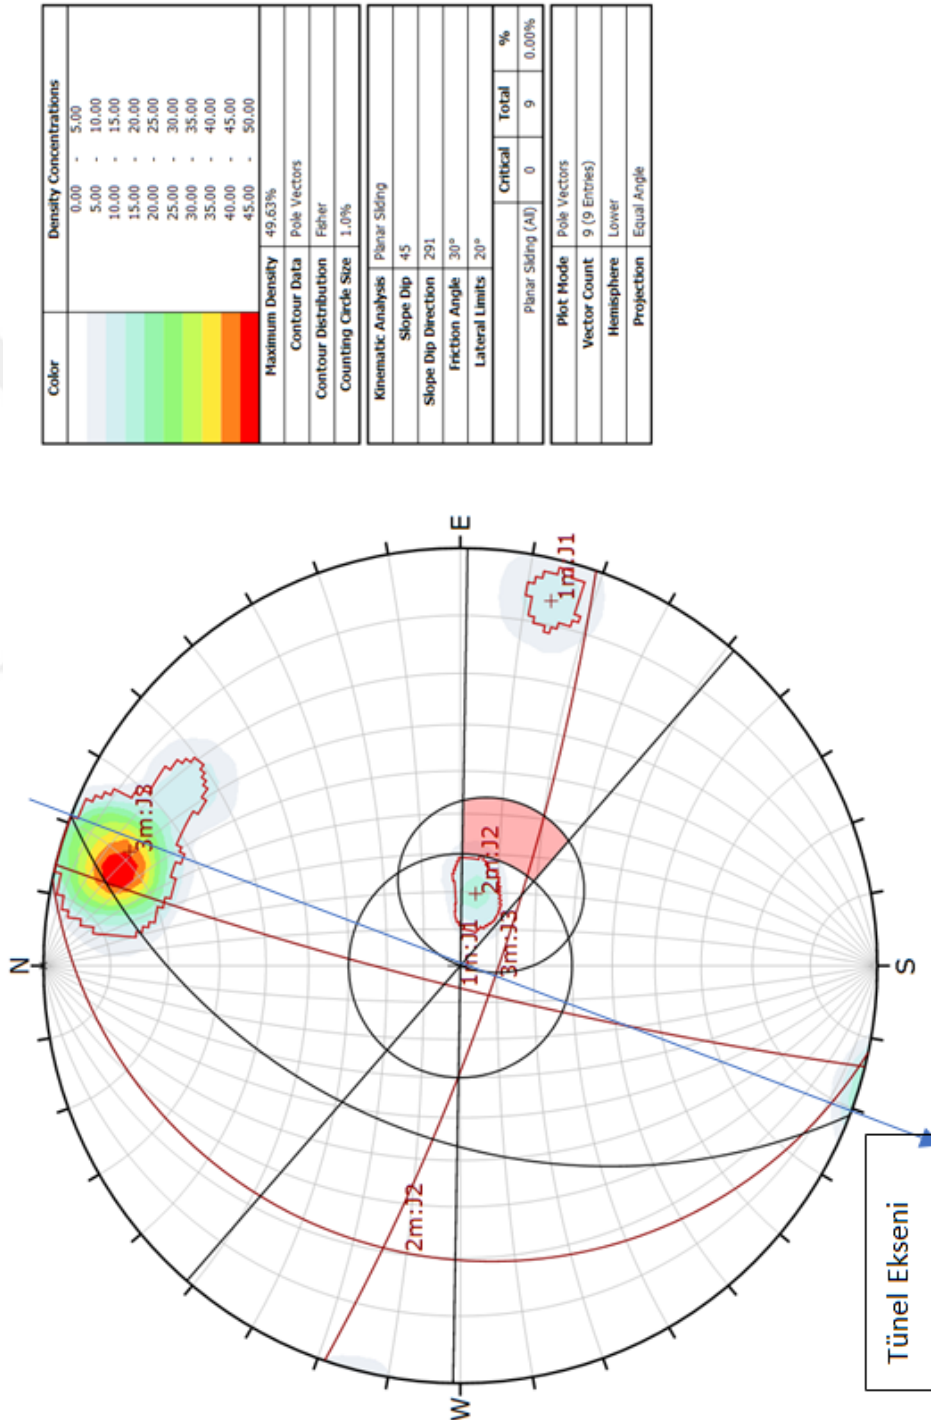 Color Density Concentrations
0.00 - 5.00
5.00 - 10.00
10.00 - 15.00
15.00 - 20.00
20.00 - 25.00
25.00 - 30.00
30.00 - 35.00
35.00 - 40.00
40.00 - 45.00
45.00 - 50.00
Maximum Density 49.63%
Contour Data Pole Vectors
Contour Distribution Fisher
Counting Circle Size 1.0%
Kinematic Analysis Planar Sliding
Slope Dip 45
Slope Dip Direction 291
Friction Angle 30°
Lateral Limits 20°
Critical Total %
Planar Sliding (All) 0 9 0.00%
Plot Mode Pole Vectors
Vector Count 9 (9 Entries)
Hemisphere Lower
Projection Equal Angle
N
E
S
W
1m:J1
2m:J2
1m:J1
3m:J3
2m:J2
Tünel Ekseni